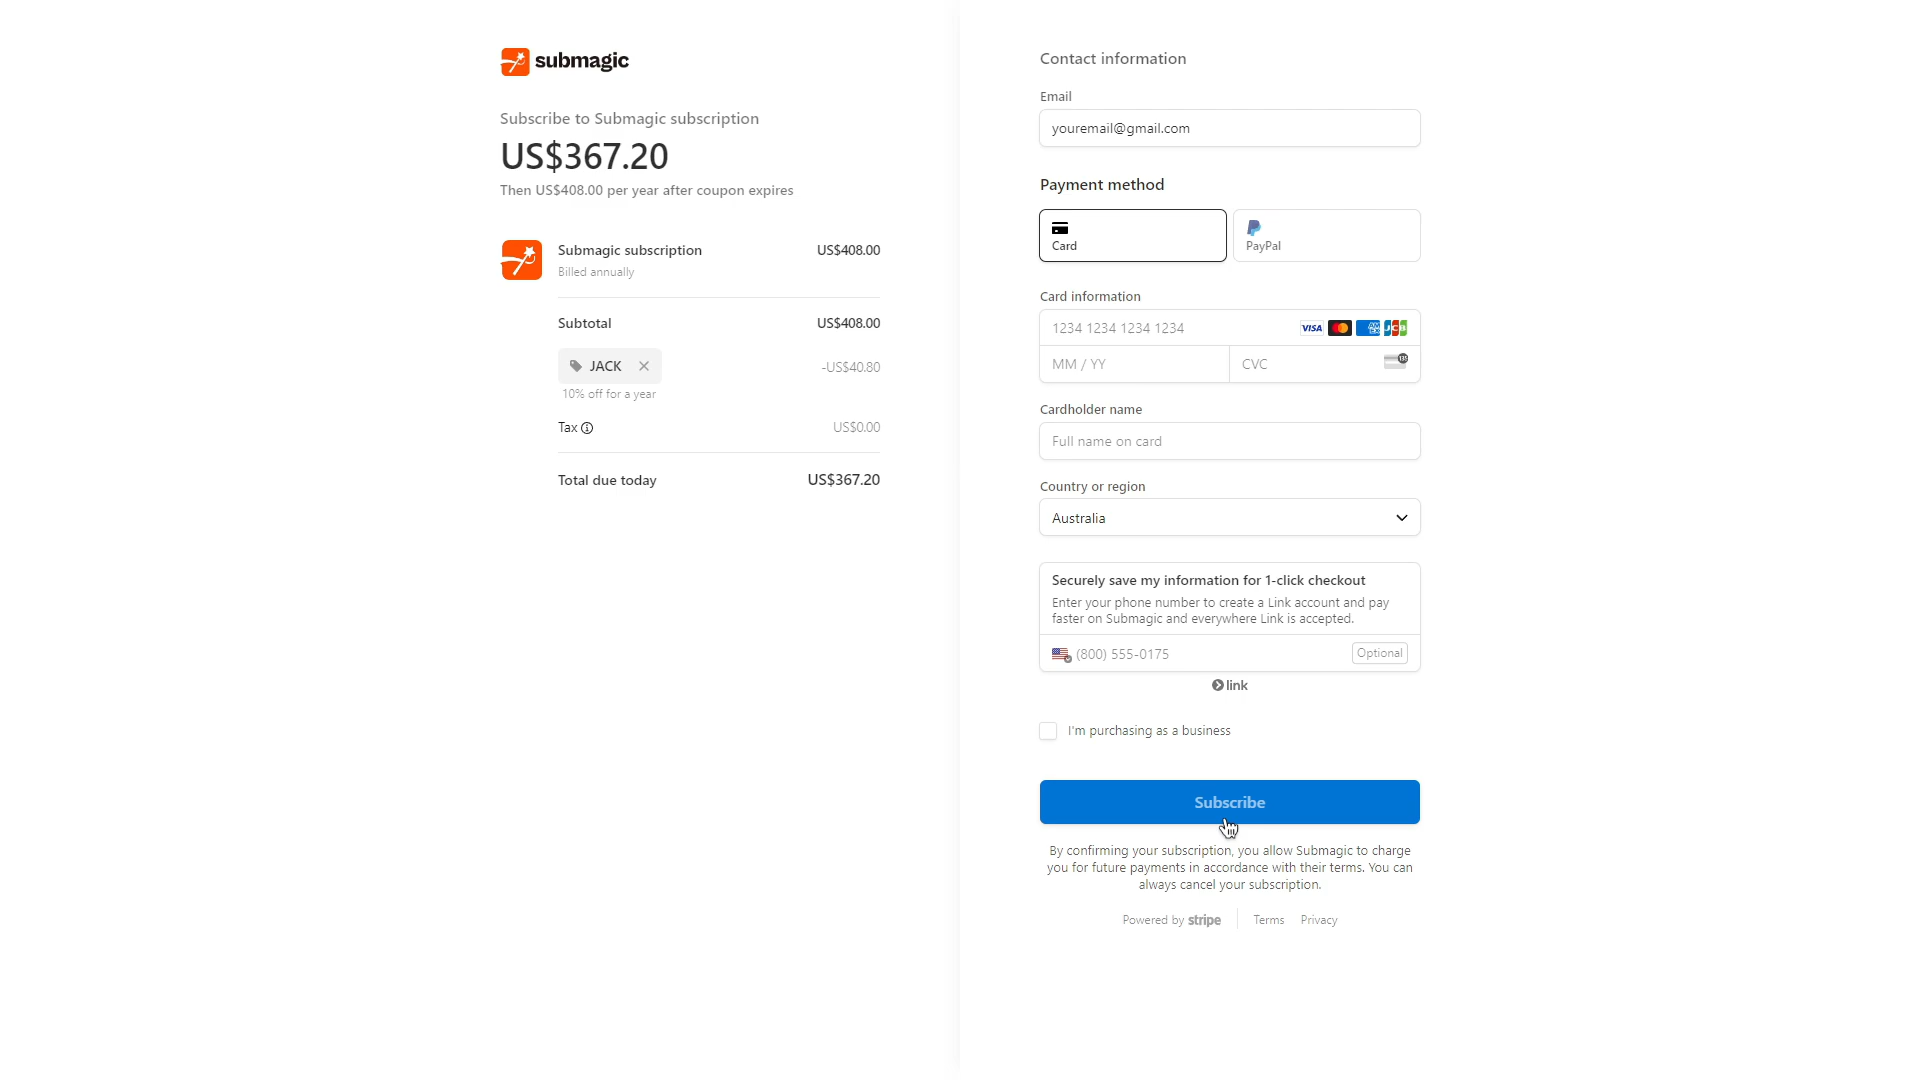 submagic
Subscribe to Submagic subscription
US$367.20
Then US$408.00 per year after coupon expires
Submagic subscription US$408.00
Billed annually
Subtotal US$408.00
JACK -US$40.80
10% off for a year
Tax US$0.00
Total due today US$367.20
Contact information
Email
youremail@gmail.com
Payment method
Card PayPal
Card information
1234 1234 1234 1234 VISA JCB
MM / YY CVC 135
Cardholder name
Full name on card
Country or region
Australia
Securely save my information for 1-click checkout
Enter your phone number to create a Link account and pay
faster on Submagic and everywhere Link is accepted.
(800) 555-0175 Optional
link
I'm purchasing as a business
Subscribe
By confirming your subscription, you allow Submagic to charge
you for future payments in accordance with their terms. You can
always cancel your subscription.
Powered by stripe Terms Privacy